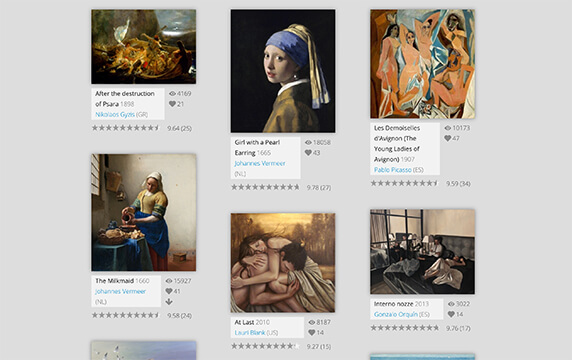 After the destruction
of Psara 1898
Nikolaos Gyzis (GR)
4169
21
9.64 (25)
The Milkmaid 1660
Johannes Vermeer
(NL)
15927
41
9.58 (24)
Girl with a Pearl
Earring 1665
Johannes Vermeer
(NL)
18058
43
9.78 (27)
At Last 2010
Lauri Blank (US)
8187
14
9.27 (15)
Les Demoiselles
d'Avignon (The
Young Ladies of
Avignon) 1907
Pablo Picasso (ES)
10173
47
9.59 (34)
Interno nozze 2013
Gonzalo Orquín (ES)
3022
14
9.76 (17)